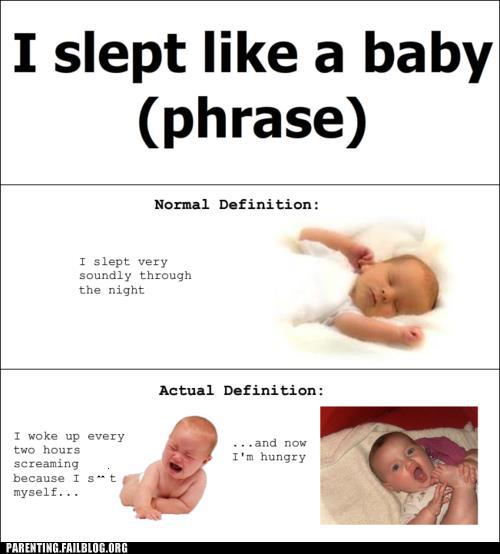 I slept like a baby
(phrase)
Normal Definition:
I slept very
soundly through
the night
Actual Definition:
I woke up every
two hours
screaming
because I s^^t
myself...
...and now
I'm hungry
PARENTING.FAILBLOG.ORG